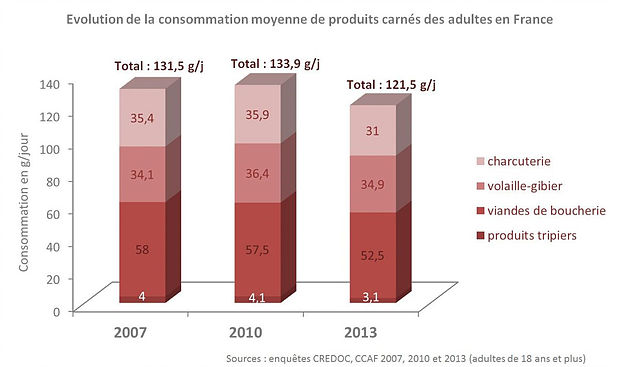 Evolution de la consommation moyenne de produits carnés des adultes en France
Total : 131,5 g/j
Total : 133,9 g/j
Total : 121,5 g/j
Consommation en g/jour
140
120
100
80
60
40
20
0
35,4
34,1
58
4
35,9
36,4
57,5
4,1
31
34,9
52,5
3,1
charcuterie
volaille-gibier
viandes de boucherie
produits tripiers
2007
2010
2013
Sources : enquêtes CREDOC, CCAF 2007, 2010 et 2013 (adultes de 18 ans et plus)